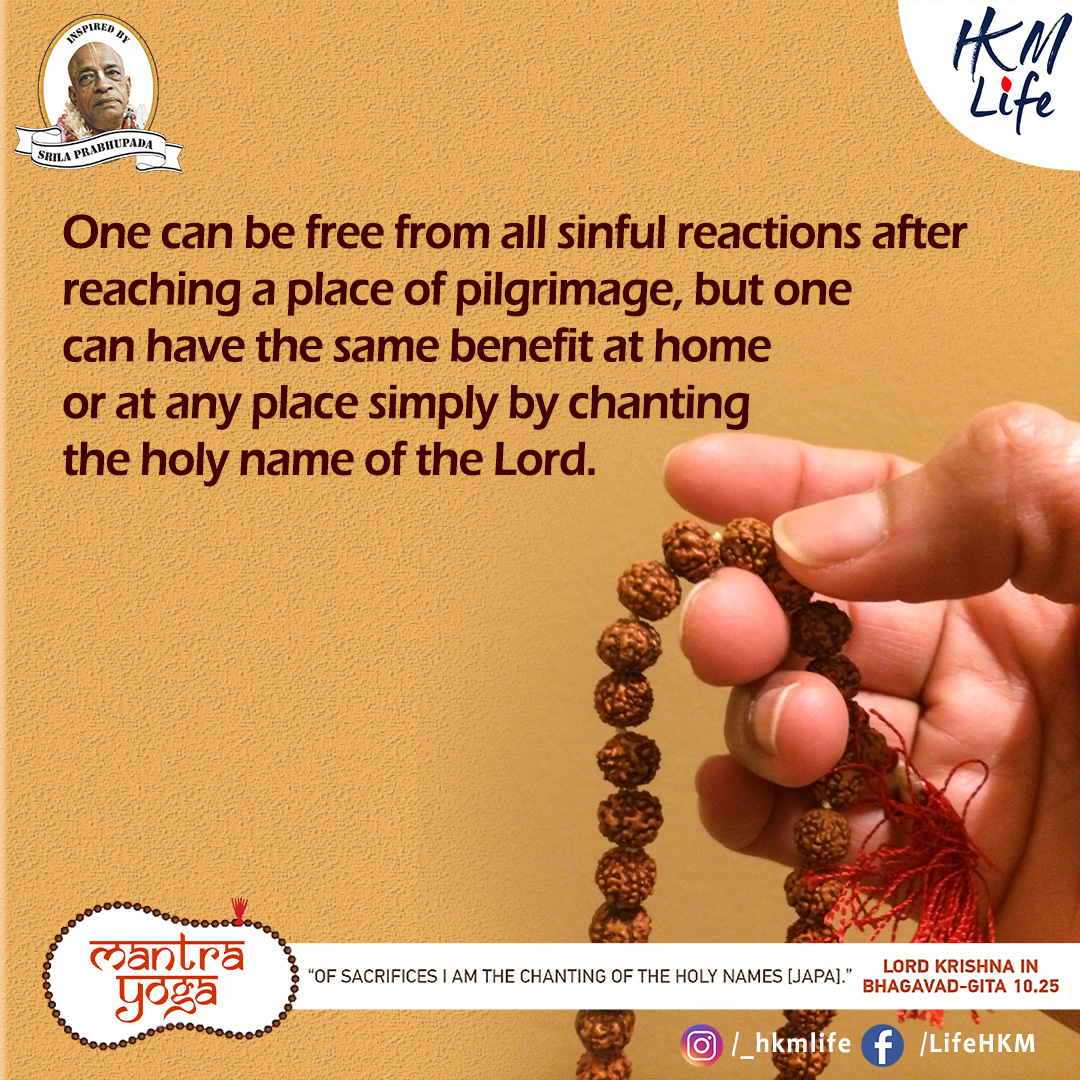 INSPIRED BY
SRILA PRABHUPADA
HKM
Life
One can be free from all sinful reactions after
reaching a place of pilgrimage, but one
can have the same benefit at home
or at any place simply by chanting
the holy name of the Lord.
mantra
yoga
"OF SACRIFICES I AM THE CHANTING OF THE HOLY NAMES [JAPA]."
LORD KRISHNA IN
BHAGAVAD-GITA 10.25
/_hkmlife
/LifeHKM